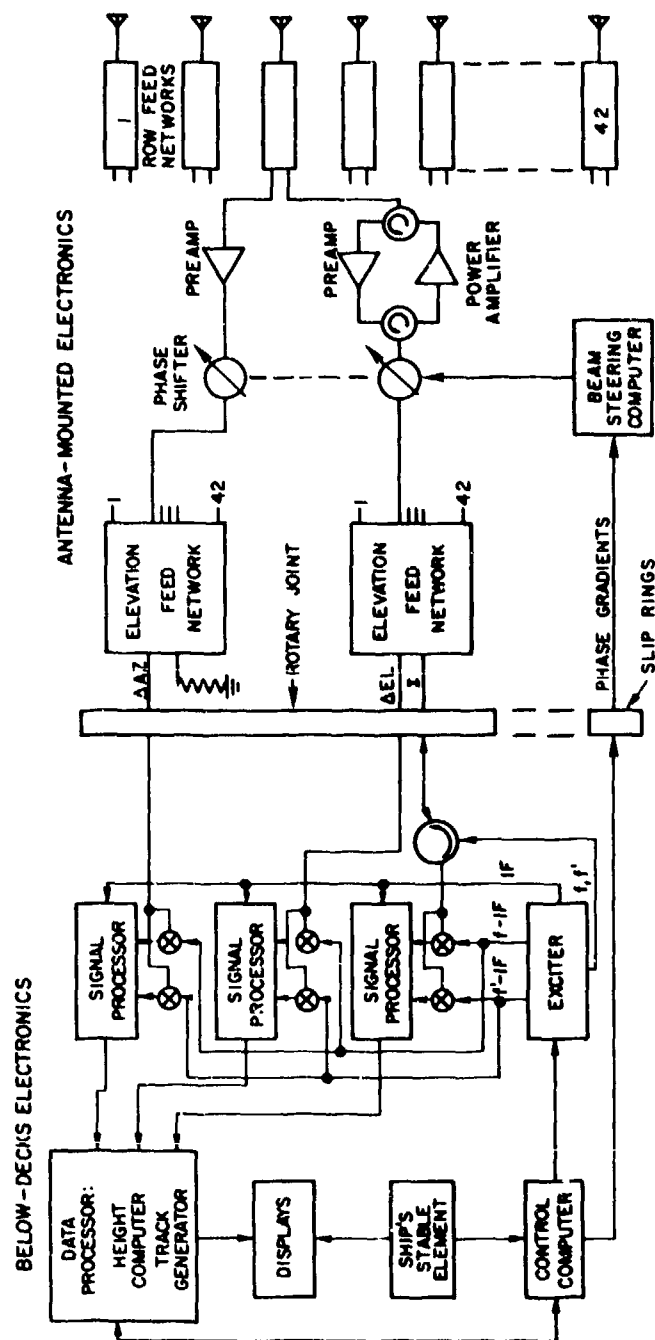 BELOW-DECKS ELECTRONICS
DATA
PROCESSOR:
HEIGHT
COMPUTER
TRACK
GENERATOR
DISPLAYS
SHIP'S
STABLE
ELEMENT
CONTROL
COMPUTER
SIGNAL
PROCESSOR
SIGNAL
PROCESSOR
SIGNAL
PROCESSOR
f'-IF
f-IF
IF
EXCITER
f, f'
ΔAZ
ΔEL
Σ
ROTARY JOINT
SLIP RINGS
PHASE GRADIENTS
ANTENNA-MOUNTED ELECTRONICS
ELEVATION
FEED
NETWORK
1
42
ELEVATION
FEED
NETWORK
1
42
PHASE
SHIFTER
PREAMP
PREAMP
POWER
AMPLIFIER
BEAM
STEERING
COMPUTER
1
ROW FEED
NETWORKS
42